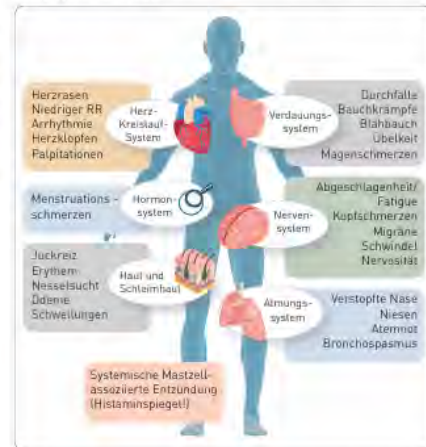 Herzrasen
Niedriger RR
Arrhythmie
Herzklopfen
Palpitationen
Herz-
Kreislauf-
System
Verdauungs-
system
Durchfälle
Bauchkrämpfe
Blähbauch
Übelkeit
Magenschmerzen
Menstruations-
schmerzen
Hormon-
system
Nerven-
system
Abgeschlagenheit/
Fatigue
Kopfschmerzen
Migräne
Schwindel
Nervosität
Juckreiz
Erythem
Nesselsucht
Ödeme
Schwellungen
Haut und
Schleimhaut
Atmungs-
system
Verstopfte Nase
Niesen
Atemnot
Bronchospasmus
Systemische Mastzell-
assoziierte Entzündung
(Histaminspiegel!)